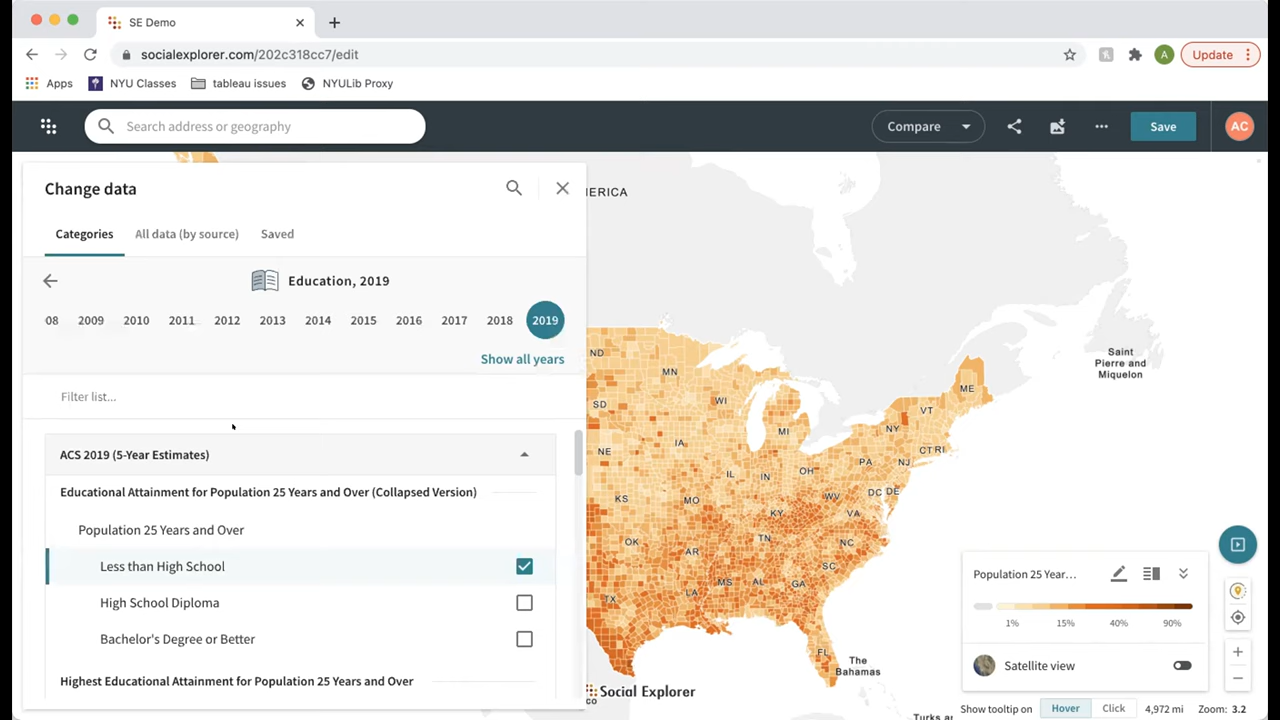 SE Demo
socialexplorer.com/202c318cc7/edit
A
Update
Apps
NYU Classes
tableau issues
NYULib Proxy
Search address or geography
Compare
Save
AC
Change data
Categories
All data (by source)
Saved
Education, 2019
08 2009 2010 2011 2012 2013 2014 2015 2016 2017 2018 2019
Show all years
Filter list...
ACS 2019 (5-Year Estimates)
Educational Attainment for Population 25 Years and Over (Collapsed Version)
Population 25 Years and Over
Less than High School
High School Diploma
Bachelor's Degree or Better
Highest Educational Attainment for Population 25 Years and Over
ERICA
Saint
Pierre and
Miquelon
ND
MN
ME
SD
WI
VT
MI
NY
NE
IA
CT RI
PA
NJ
IL
IN
OH
KS
MO
WV
DC DE
KY
VA
OK
AR
TN
NC
SC
MS
AL
GA
LA
TX
FL
The
Bahamas
co
Social Explorer
Turks ar
Population 25 Year...
1% 15% 40% 90%
Satellite view
Show tooltip on
Hover
Click
4,972 mi
Zoom: 3.2